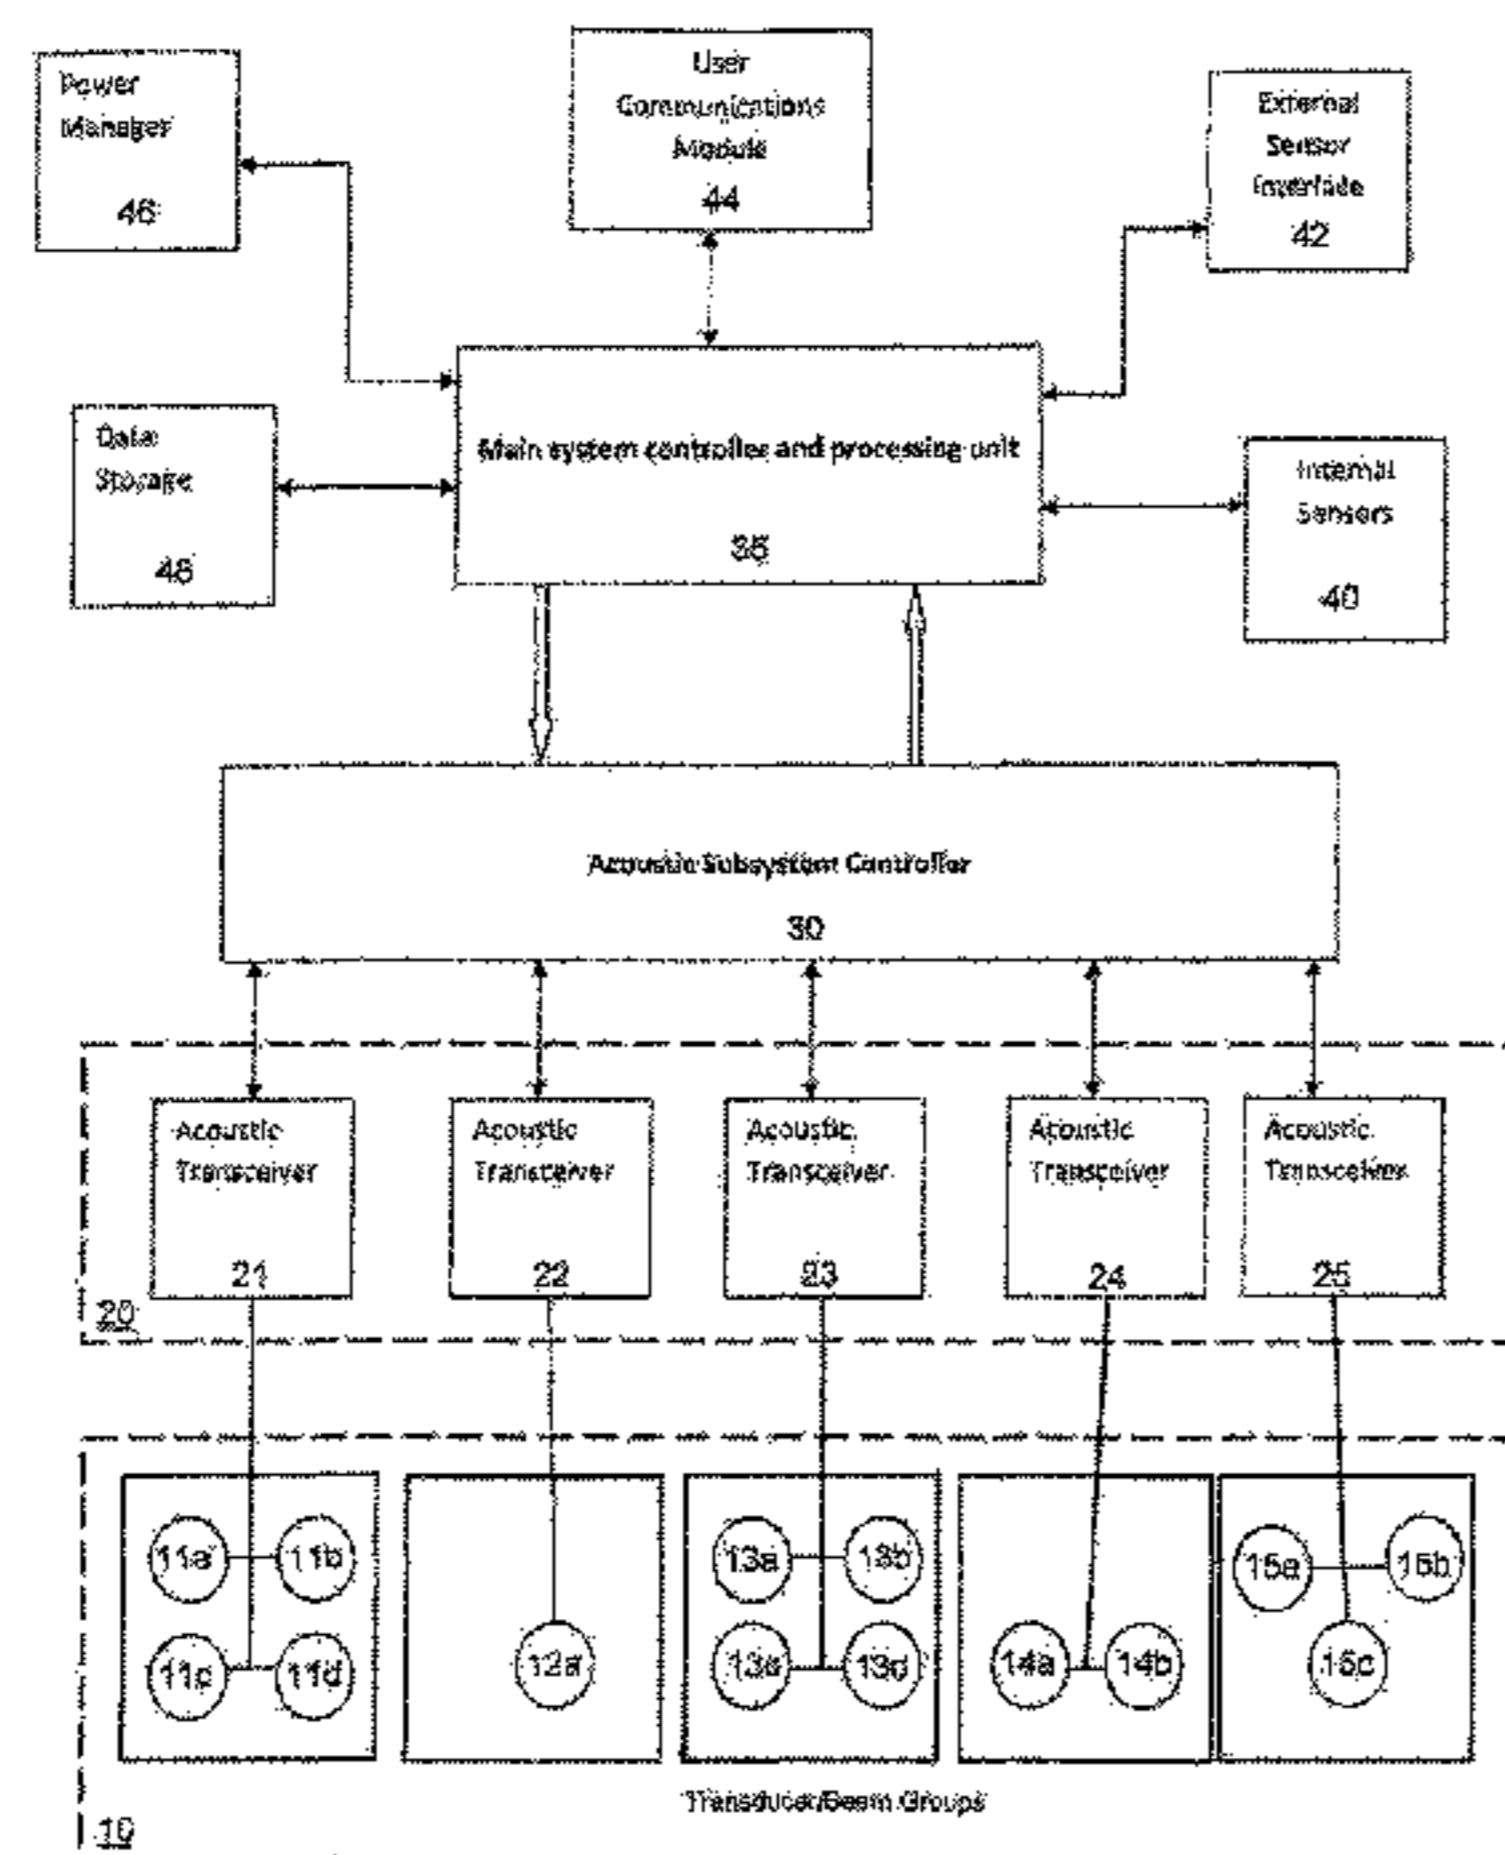 Power
Manager
46
User
Communications
Module
44
External
Sensor
Interface
42
Data
Storage
48
Main system controller and processing unit
35
Internal
Sensors
40
Acoustic Subsystem Controller
30
Acoustic
Transceiver
21
Acoustic
Transceiver
22
Acoustic
Transceiver
23
Acoustic
Transceiver
24
Acoustic
Transceiver
25
20
11a
11b
11c
11d
12a
13a
13b
13c
13d
14a
14b
15a
15b
15c
Transducer/Beam Groups
10